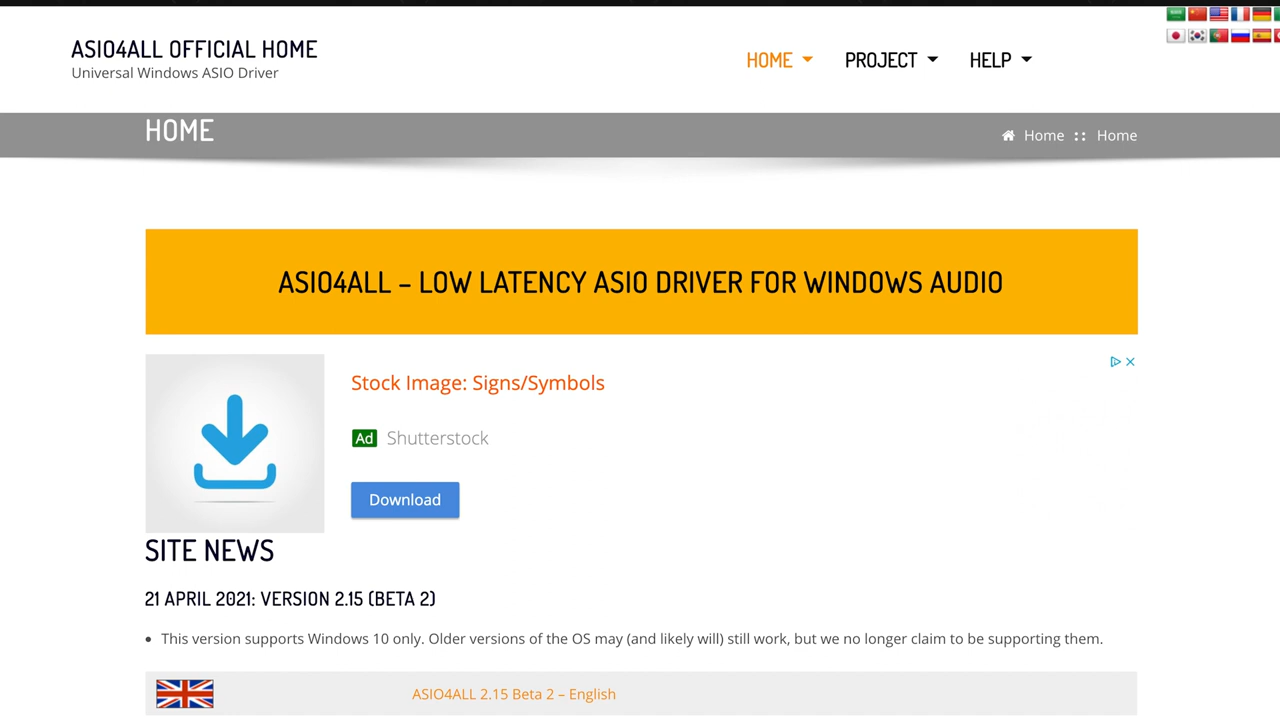 ASIO4ALL OFFICIAL HOME
Universal Windows ASIO Driver
HOME
PROJECT
HELP
HOME
Home :: Home
ASIO4ALL – LOW LATENCY ASIO DRIVER FOR WINDOWS AUDIO
Stock Image: Signs/Symbols
Ad Shutterstock
Download
SITE NEWS
21 APRIL 2021: VERSION 2.15 (BETA 2)
• This version supports Windows 10 only. Older versions of the OS may (and likely will) still work, but we no longer claim to be supporting them.
ASIO4ALL 2.15 Beta 2 – English